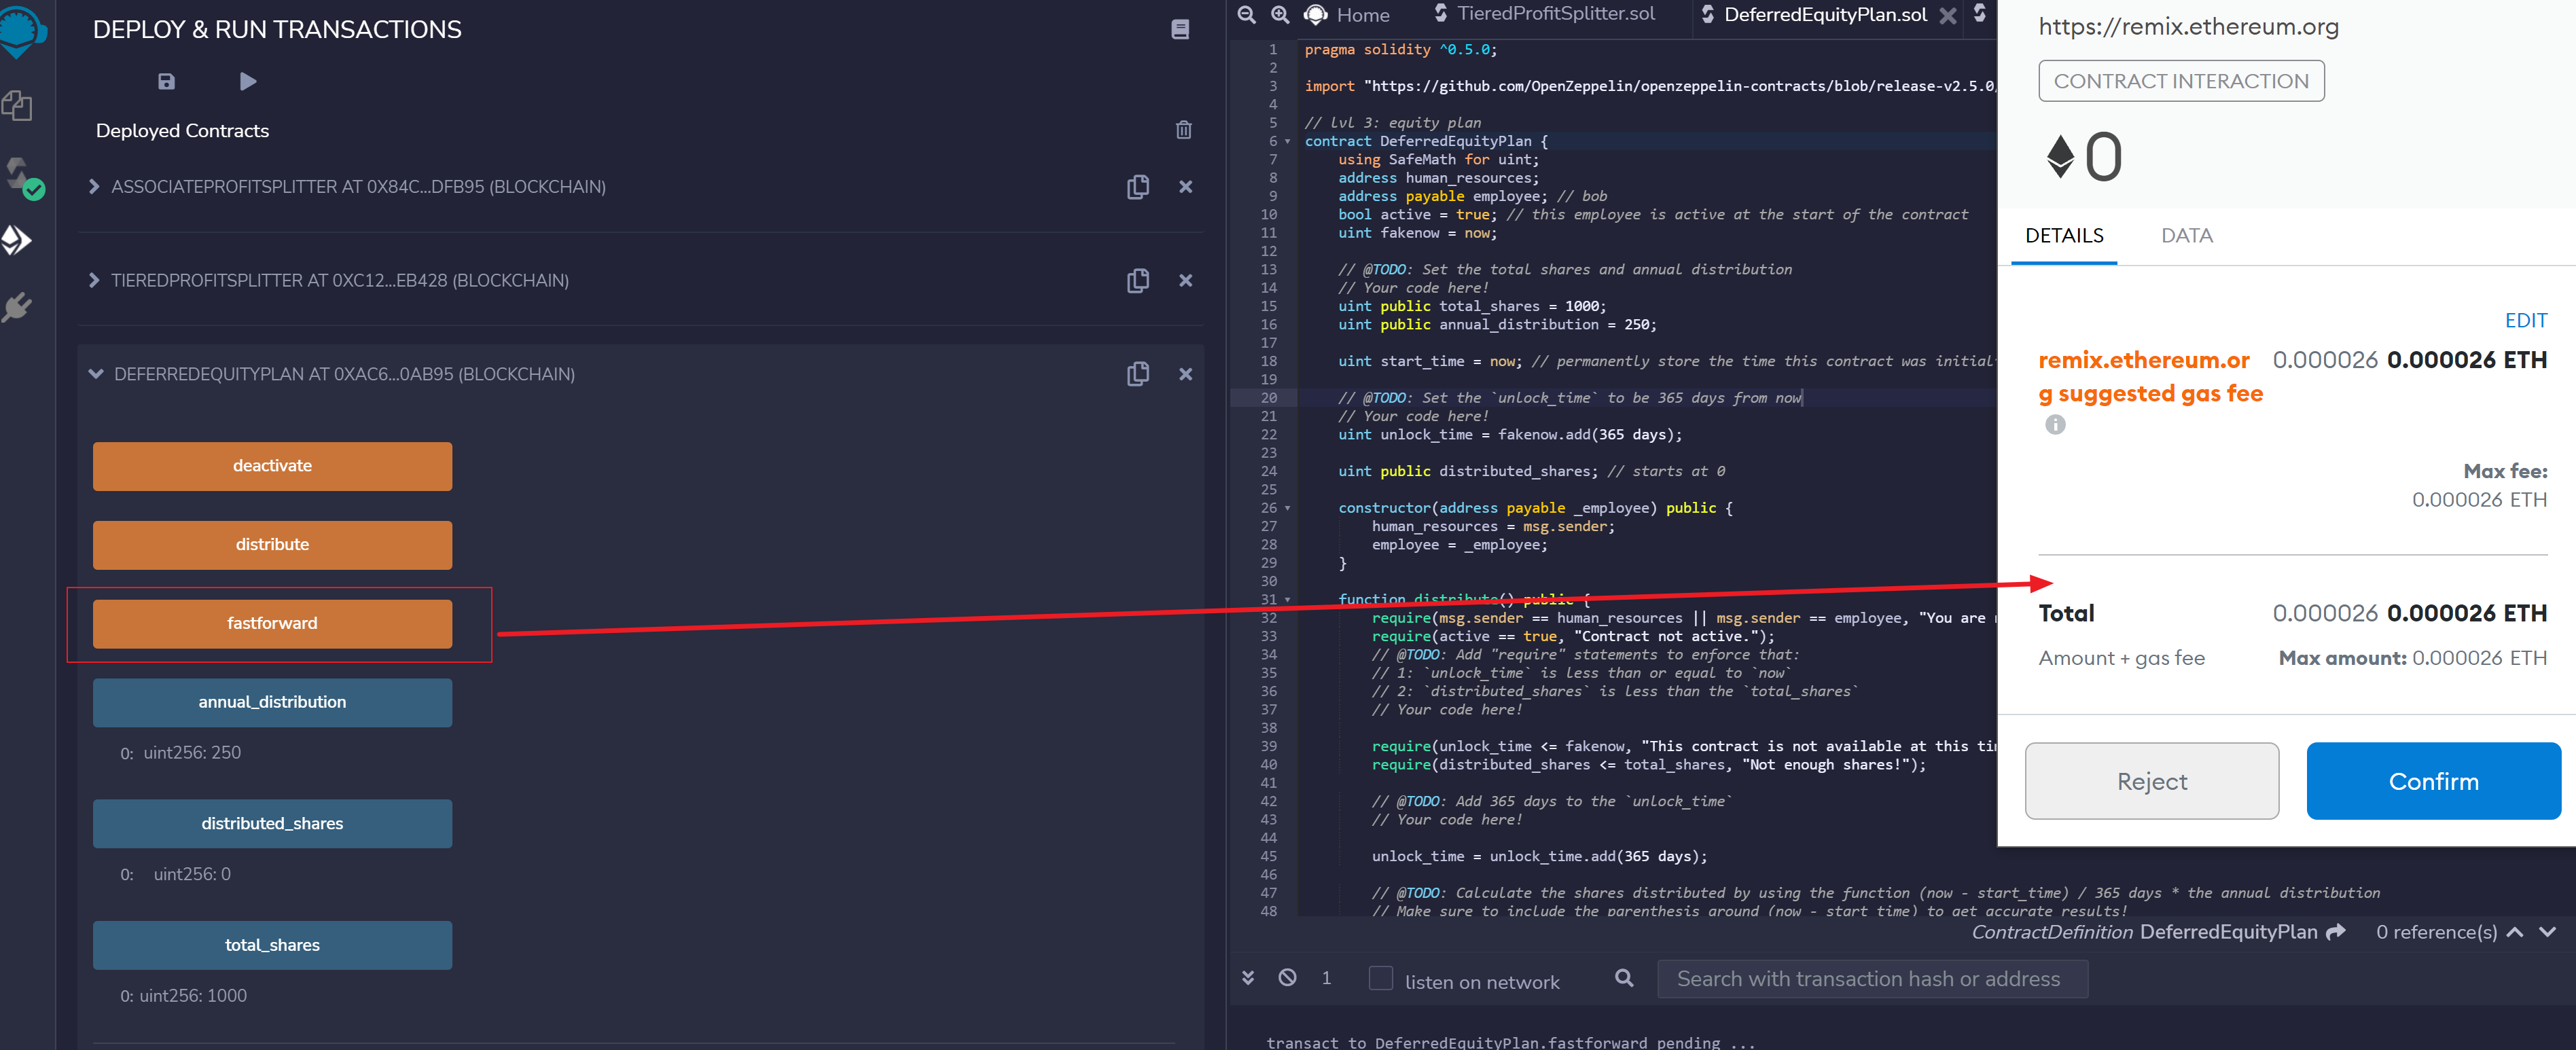 DEPLOY & RUN TRANSACTIONS
Deployed Contracts
ASSOCIATEPROFITSPLITTER AT 0X84C...DFB95 (BLOCKCHAIN)
TIEREDPROFITSPLITTER AT 0XC12...EB428 (BLOCKCHAIN)
DEFERREDEQUITYPLAN AT 0XAC6...0AB95 (BLOCKCHAIN)
deactivate
distribute
fastforward
annual_distribution
0: uint256: 250
distributed_shares
0: uint256: 0
total_shares
0: uint256: 1000
Home TieredProfitSplitter.sol DeferredEquityPlan.sol
1 pragma solidity ^0.5.0;
2
3 import "https://github.com/OpenZeppelin/openzeppelin-contracts/blob/release-v2.5.0/
4
5 // lvl 3: equity plan
6 contract DeferredEquityPlan {
7 using SafeMath for uint;
8 address human_resources;
9 address payable employee; // bob
10 bool active = true; // this employee is active at the start of the contract
11 uint fakenow = now;
12
13 // @TODO: Set the total shares and annual distribution
14 // Your code here!
15 uint public total_shares = 1000;
16 uint public annual_distribution = 250;
17
18 uint start_time = now; // permanently store the time this contract was initial
19
20 // @TODO: Set the `unlock_time` to be 365 days from now
21 // Your code here!
22 uint unlock_time = fakenow.add(365 days);
23
24 uint public distributed_shares; // starts at 0
25
26 constructor(address payable _employee) public {
27 human_resources = msg.sender;
28 employee = _employee;
29 }
30
31 function distribute() public {
32 require(msg.sender == human_resources || msg.sender == employee, "You are
33 require(active == true, "Contract not active.");
34 // @TODO: Add "require" statements to enforce that:
35 // 1: `unlock_time` is less than or equal to `now`
36 // 2: `distributed_shares` is less than the `total_shares`
37 // Your code here!
38
39 require(unlock_time <= fakenow, "This contract is not available at this ti
40 require(distributed_shares <= total_shares, "Not enough shares!");
41
42 // @TODO: Add 365 days to the `unlock_time`
43 // Your code here!
44
45 unlock_time = unlock_time.add(365 days);
46
47 // @TODO: Calculate the shares distributed by using the function (now - start_time) / 365 days * the annual distribution
48 // Make sure to include the parenthesis around (now - start_time) to get accurate results!
ContractDefinition DeferredEquityPlan 0 reference(s)
1 listen on network Search with transaction hash or address
transact to DeferredEquityPlan.fastforward pending ...
https://remix.ethereum.org
CONTRACT INTERACTION
0
DETAILS DATA
EDIT
remix.ethereum.or 0.000026 0.000026 ETH
g suggested gas fee
Max fee:
0.000026 ETH
Total 0.000026 0.000026 ETH
Amount + gas fee Max amount: 0.000026 ETH
Reject Confirm